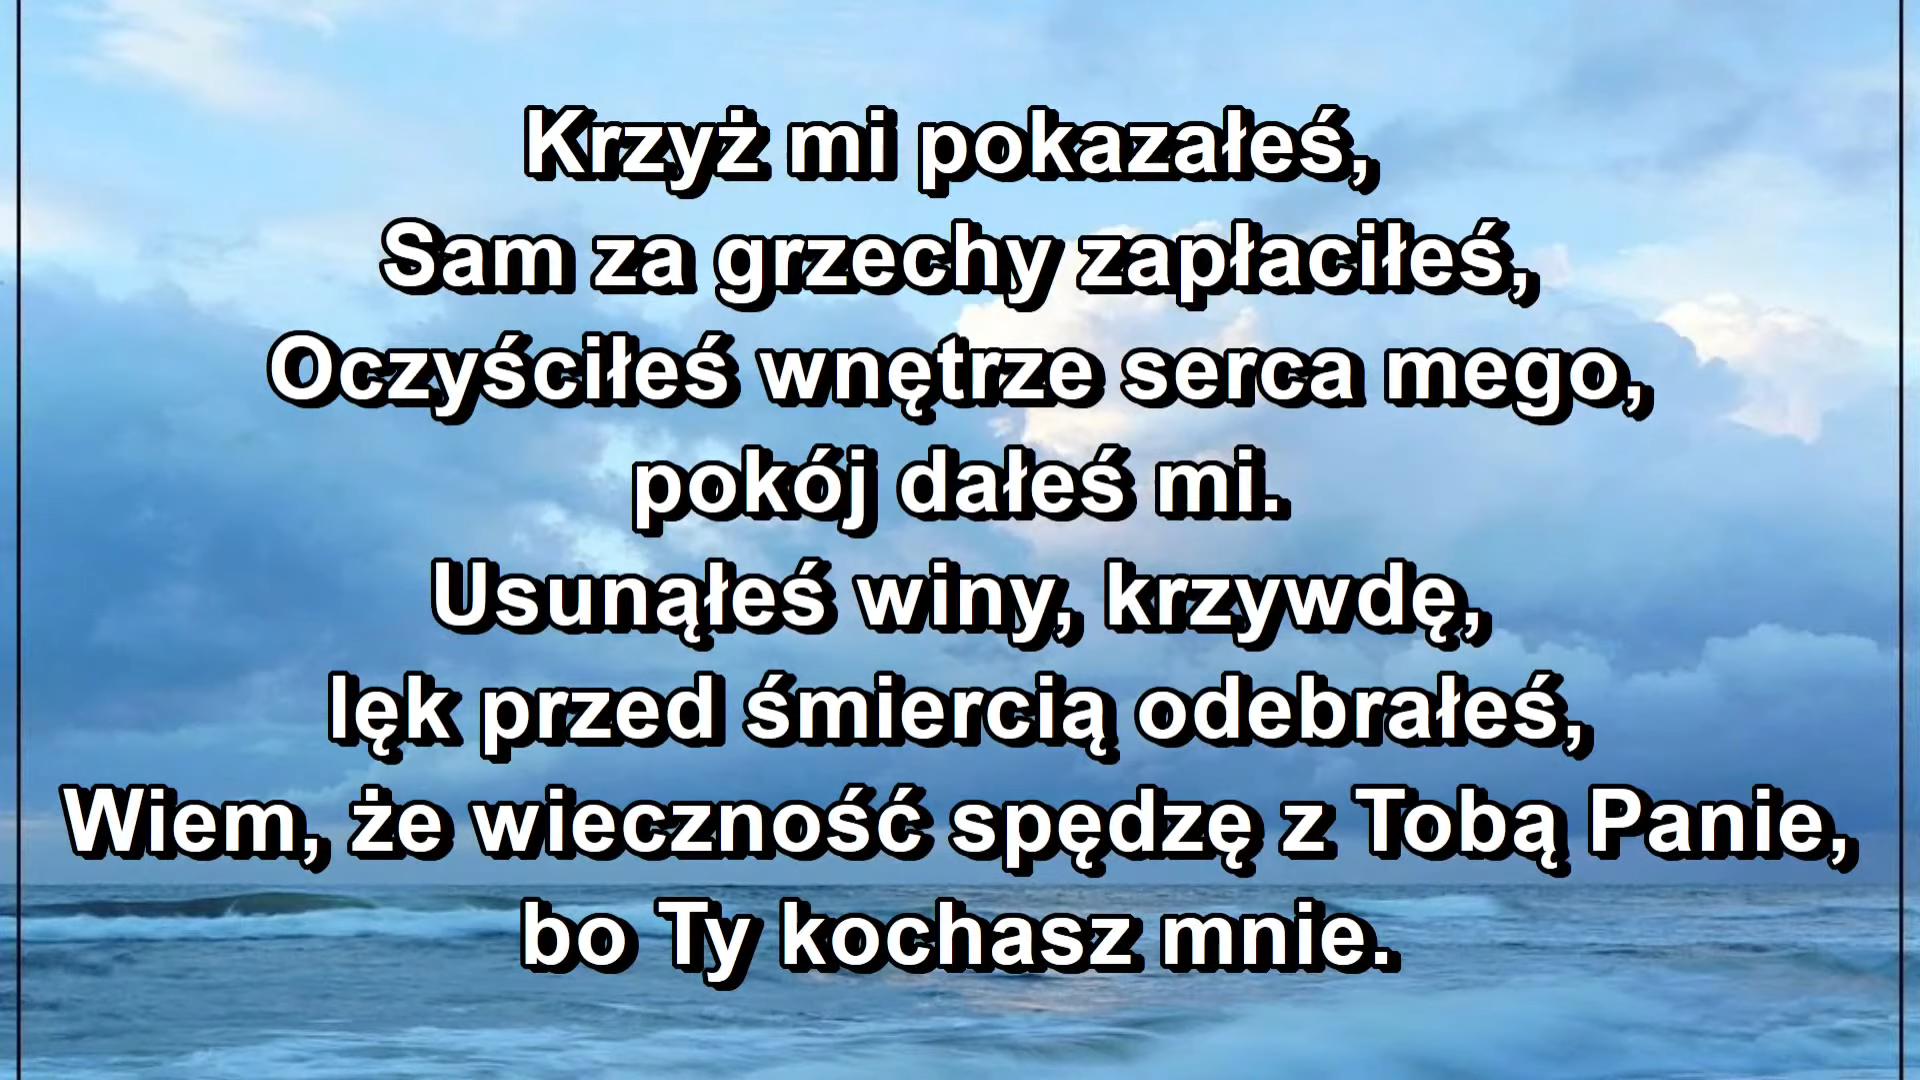 Krzyż mi pokazałeś,
Sam za grzechy zapłaciłeś,
Oczyściłeś wnętrze serca mego,
pokój dałeś mi.
Usunąłeś winy, krzywdę,
lęk przed śmiercią odebrałeś,
Wiem, że wieczność spędzę z Tobą Panie,
bo Ty kochasz mnie.